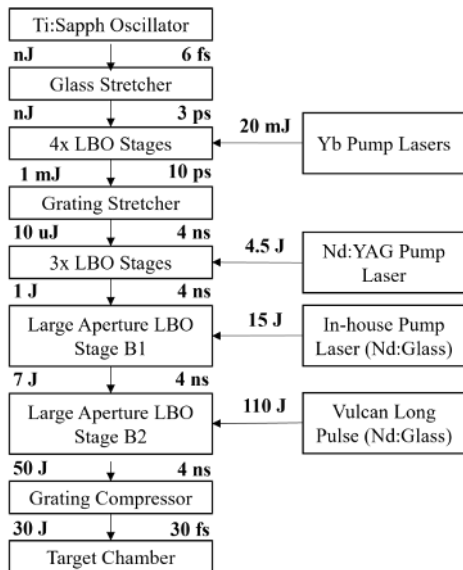 Ti:Sapph Oscillator
nJ 6 fs
Glass Stretcher
nJ 3 ps
4x LBO Stages
20 mJ
Yb Pump Lasers
1 mJ 10 ps
Grating Stretcher
10 uJ 4 ns
3x LBO Stages
4.5 J
Nd:YAG Pump
Laser
1 J 4 ns
Large Aperture LBO
Stage B1
15 J
In-house Pump
Laser (Nd:Glass)
7 J 4 ns
Large Aperture LBO
Stage B2
110 J
Vulcan Long
Pulse (Nd:Glass)
50 J 4 ns
Grating Compressor
30 J 30 fs
Target Chamber